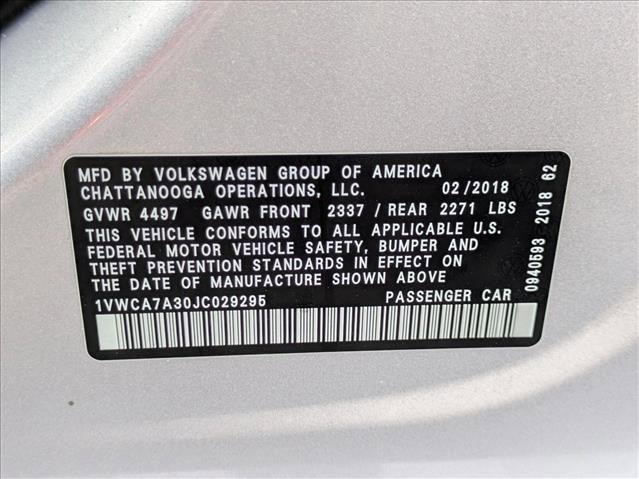 MFD BY VOLKSWAGEN GROUP OF AMERICA
CHATTANOOGA OPERATIONS, LLC. 02/2018
GVWR 4497 GAWR FRONT 2337 / REAR 2271 LBS
THIS VEHICLE CONFORMS TO ALL APPLICABLE U.S.
FEDERAL MOTOR VEHICLE SAFETY, BUMPER AND
THEFT PREVENTION STANDARDS IN EFFECT ON
THE DATE OF MANUFACTURE SHOWN ABOVE
1VWCA7A30JC029295 PASSENGER CAR
0940593 2018 62